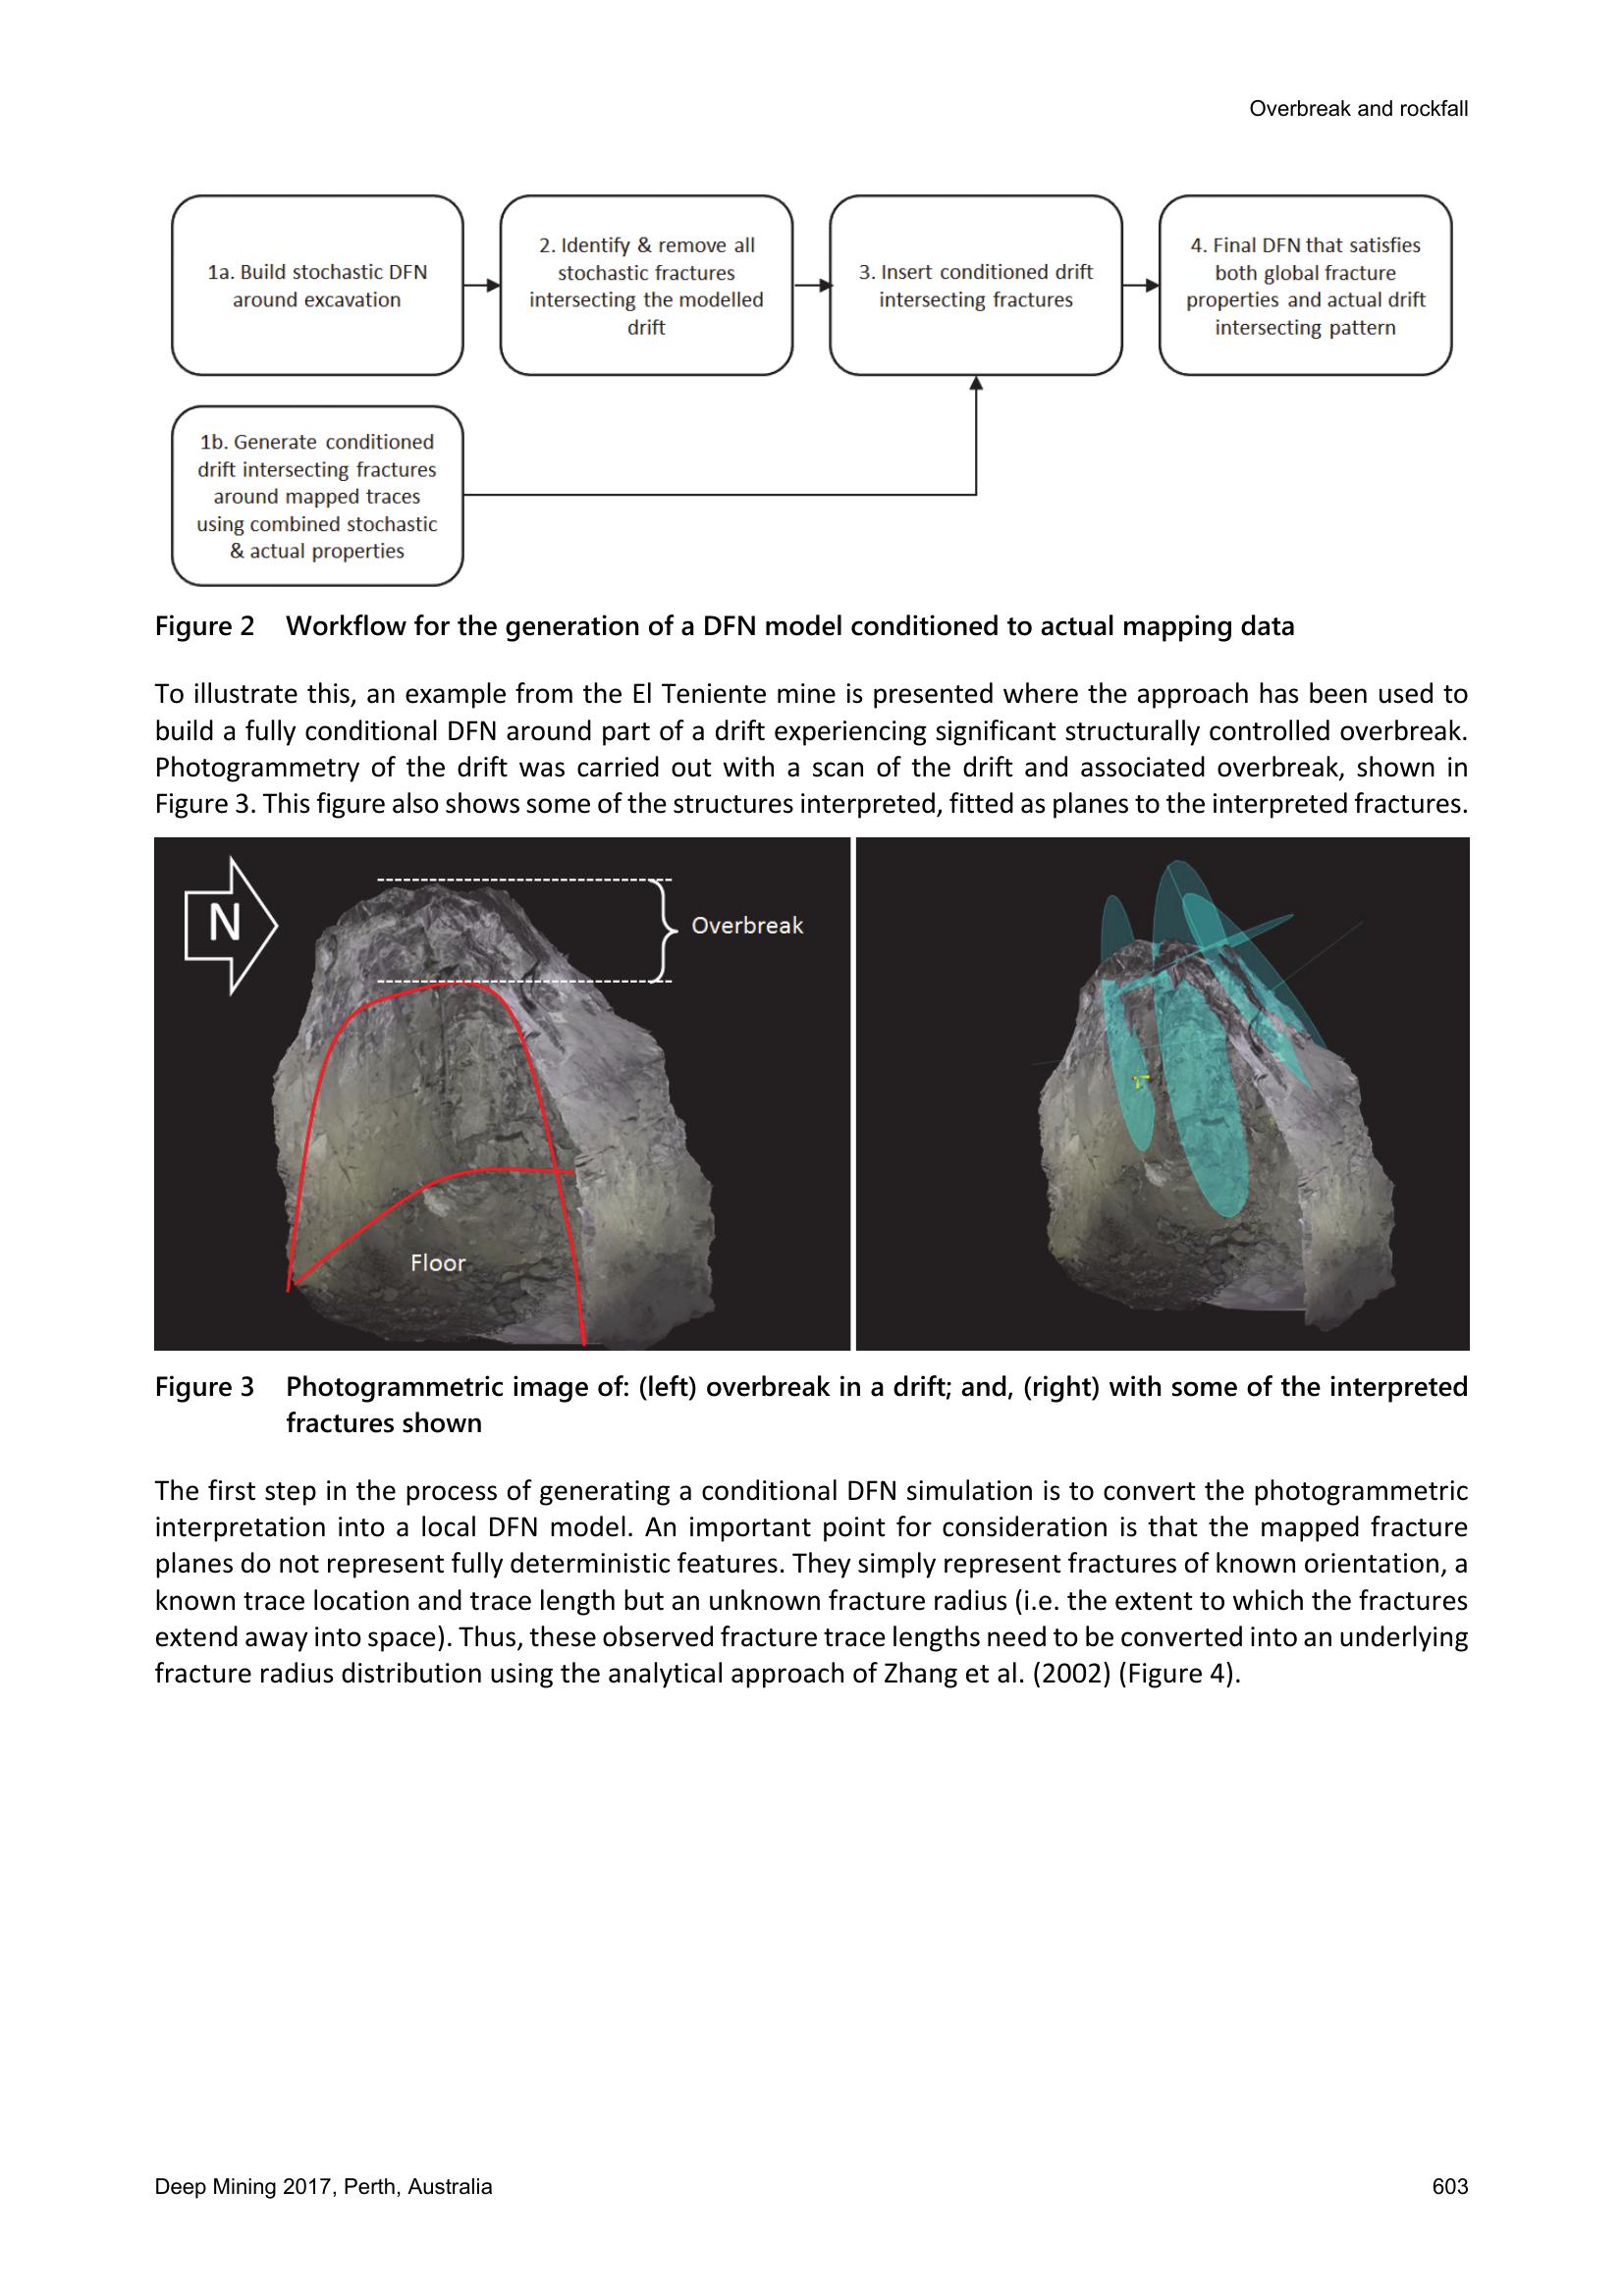 Overbreak and rockfall
1a. Build stochastic DFN
around excavation
2. Identify & remove all
stochastic fractures
intersecting the modelled
drift
3. Insert conditioned drift
intersecting fractures
4. Final DFN that satisfies
both global fracture
properties and actual drift
intersecting pattern
1b. Generate conditioned
drift intersecting fractures
around mapped traces
using combined stochastic
& actual properties
Figure 2 Workflow for the generation of a DFN model conditioned to actual mapping data
To illustrate this, an example from the El Teniente mine is presented where the approach has been used to
build a fully conditional DFN around part of a drift experiencing significant structurally controlled overbreak.
Photogrammetry of the drift was carried out with a scan of the drift and associated overbreak, shown in
Figure 3. This figure also shows some of the structures interpreted, fitted as planes to the interpreted fractures.
N
Overbreak
Floor
Figure 3 Photogrammetric image of: (left) overbreak in a drift; and, (right) with some of the interpreted
fractures shown
The first step in the process of generating a conditional DFN simulation is to convert the photogrammetric
interpretation into a local DFN model. An important point for consideration is that the mapped fracture
planes do not represent fully deterministic features. They simply represent fractures of known orientation, a
known trace location and trace length but an unknown fracture radius (i.e. the extent to which the fractures
extend away into space). Thus, these observed fracture trace lengths need to be converted into an underlying
fracture radius distribution using the analytical approach of Zhang et al. (2002) (Figure 4).
Deep Mining 2017, Perth, Australia
603